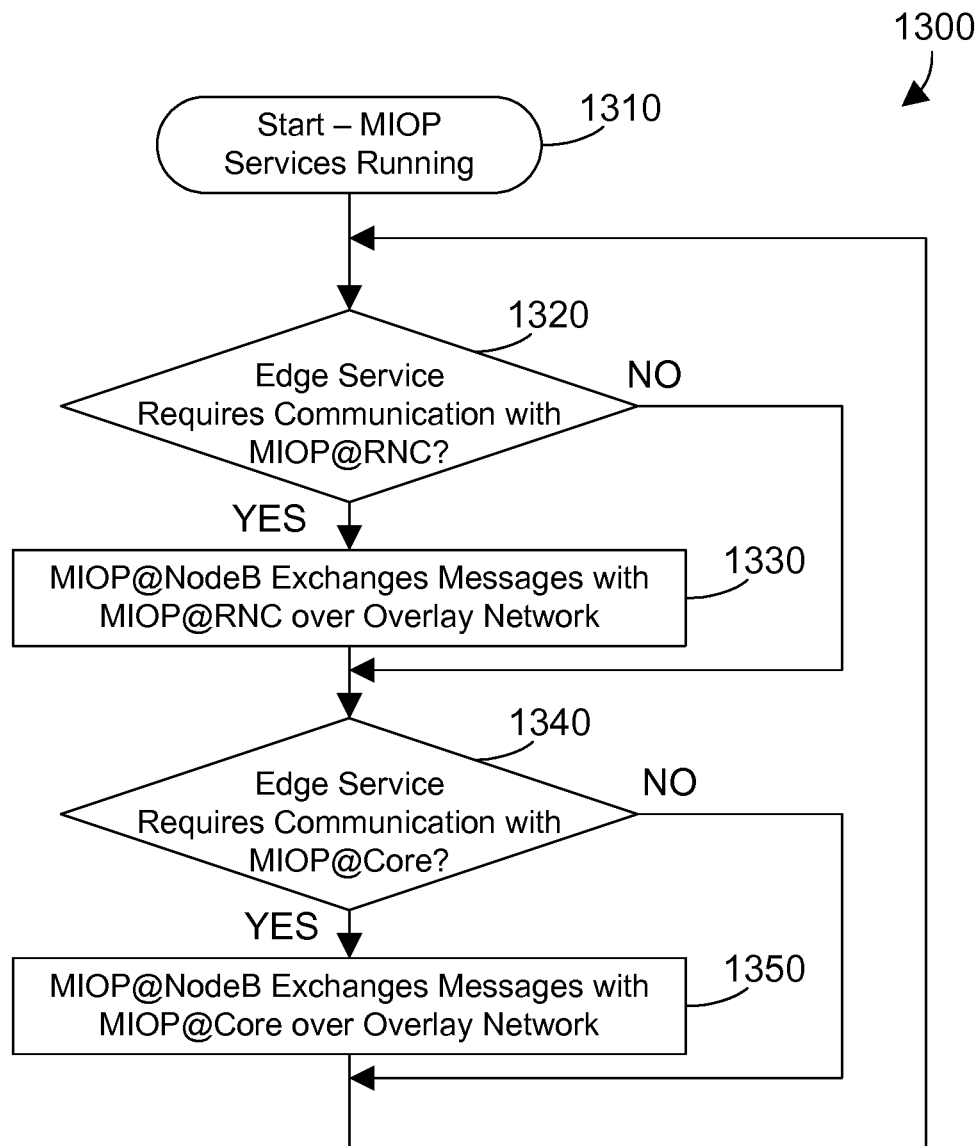 1300
Start – MIOP
Services Running
1310
1320
Edge Service
Requires Communication with
MIOP@RNC?
NO
YES
MIOP@NodeB Exchanges Messages with
MIOP@RNC over Overlay Network
1330
1340
Edge Service
Requires Communication with
MIOP@Core?
NO
YES
MIOP@NodeB Exchanges Messages with
MIOP@Core over Overlay Network
1350